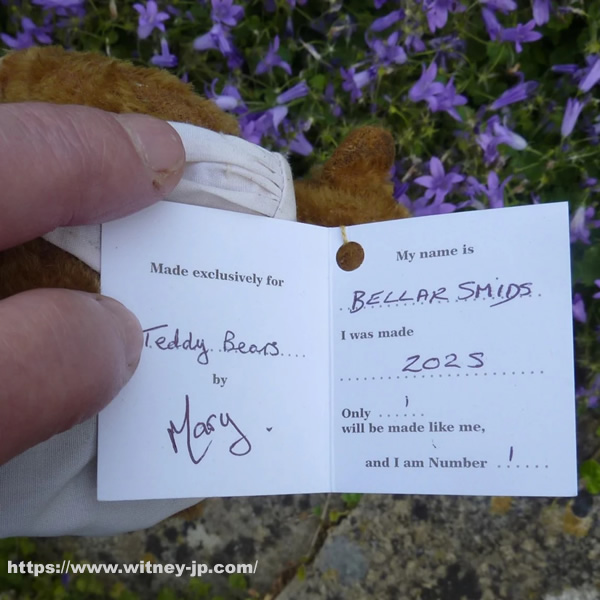 Made exclusively for
Teddy Bears
by
Mary.
My name is
BELLAR SMIDS
I was made
2025
Only 1
will be made like me,
and I am Number 1
https://www.witney-jp.com/